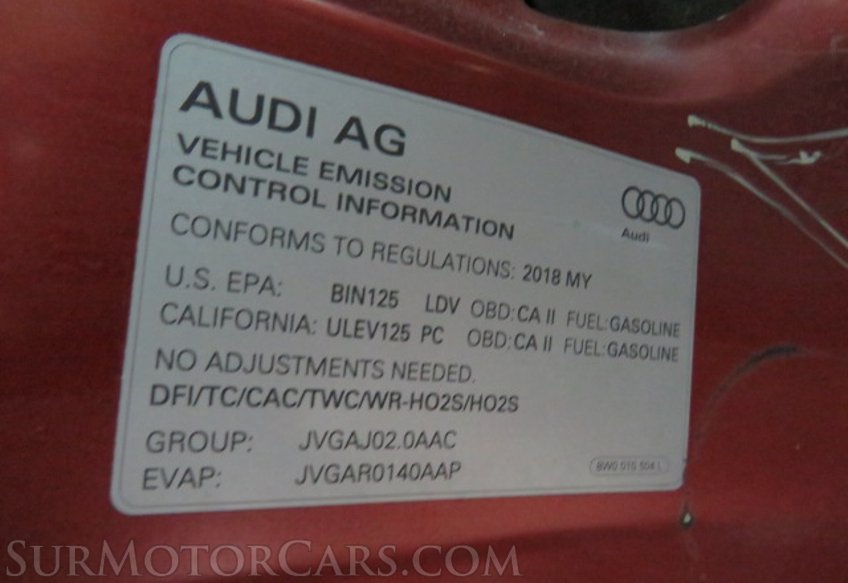 AUDI AG
VEHICLE EMISSION
CONTROL INFORMATION
Audi
CONFORMS TO REGULATIONS: 2018 MY
U.S. EPA: BIN125 LDV OBD:CA II FUEL:GASOLINE
CALIFORNIA: ULEV125 PC OBD:CA II FUEL:GASOLINE
NO ADJUSTMENTS NEEDED.
DFI/TC/CAC/TWC/WR-HO2S/HO2S
GROUP: JVGAJ02.0AAC
EVAP: JVGAR0140AAP
SURMOTORCARS.COM